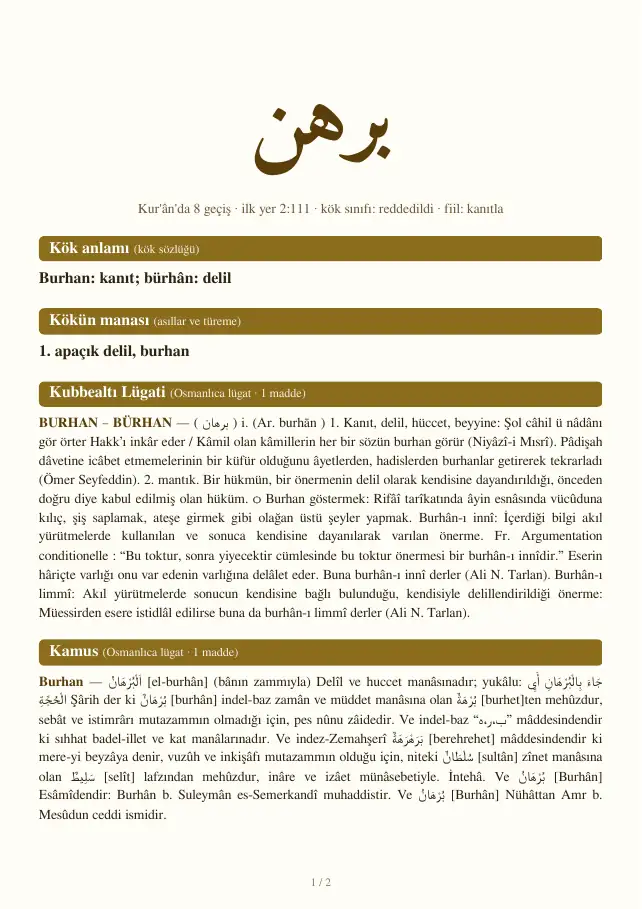 برهن
Kur'ân'da 8 geçiş · ilk yer 2:111 · kök sınıfı: reddedildi · fiil: kanıtla
Kök anlamı (kök sözlüğü)
Burhan: kanıt; bürhân: delil
Kökün manası (asıllar ve türeme)
1. apaçık delil, burhan
Kubbealtı Lügati (Osmanlıca lügat · 1 madde)
BURHAN – BÜRHAN — ( برهان ) i. (Ar. burhān ) 1. Kanıt, delil, hüccet, beyyine: Şol câhil ü nâdânı
gör örter Hakk'ı inkâr eder / Kâmil olan kâmillerin her bir sözün burhan görür (Niyâzî-i Mısrî). Pâdişah
dâvetine icâbet etmemelerinin bir küfür olduğunu âyetlerden, hadislerden burhanlar getirerek tekrarladı
(Ömer Seyfeddin). 2. mantık. Bir hükmün, bir önermenin delil olarak kendisine dayandırıldığı, önceden
doğru diye kabul edilmiş olan hüküm. ѻ Burhan göstermek: Rifâî tarîkatında âyin esnâsında vücûduna
kılıç, şiş saplamak, ateşe girmek gibi olağan üstü şeyler yapmak. Burhân-ı innî: İçerdiği bilgi akıl
yürütmelerde kullanılan ve sonuca kendisine dayanılarak varılan önerme. Fr. Argumentation
conditionelle : “Bu toktur, sonra yiyecektir cümlesinde bu toktur önermesi bir burhân-ı innîdir.” Eserin
hâriçte varlığı onu var edenin varlığına delâlet eder. Buna burhân-ı innî derler (Ali N. Tarlan). Burhân-ı
limmî: Akıl yürütmelerde sonucun kendisine bağlı bulunduğu, kendisiyle delillendirildiği önerme:
Müessirden esere istidlâl edilirse buna da burhân-ı limmî derler (Ali N. Tarlan).
Kamus (Osmanlıca lügat · 1 madde)
Burhan — اَلْبُرْهَانُ [el-burhân] (bânın zammıyla) Delîl ve huccet manâsınadır; yukâlu: جَاءَ بِالْبُرْهَانِ أَيِ
الْحُجَّةِ Şârih der ki بُرْهَانٌ [burhân] indel-baz zamân ve müddet manâsına olan بُرْهَةٌ [burhet]ten mehûzdur,
sebât ve istimrârı mutazammın olmadığı için, pes nûnu zâidedir. Ve indel-baz “ب،ر،ه” mâddesindendir
ki sıhhat badel-illet ve kat manâlarınadır. Ve indez-Zemahşerî بَرَهْرَهَةٌ [berehrehet] mâddesindendir ki
mere-yi beyzâya denir, vuzûh ve inkişâfı mutazammın olduğu için, niteki سُلْطَانٌ [sultân] zînet manâsına
olan سَلِيطٌ [selît] lafzından mehûzdur, inâre ve izâet münâsebetiyle. İntehâ. Ve بُرْهَانُ [Burhân]
Esâmîdendir: Burhân b. Suleymân es-Semerkandî muhaddistir. Ve بُرْهَانُ [Burhân] Nühâttan Amr b.
Mesûdun ceddi ismidir.
1 / 2